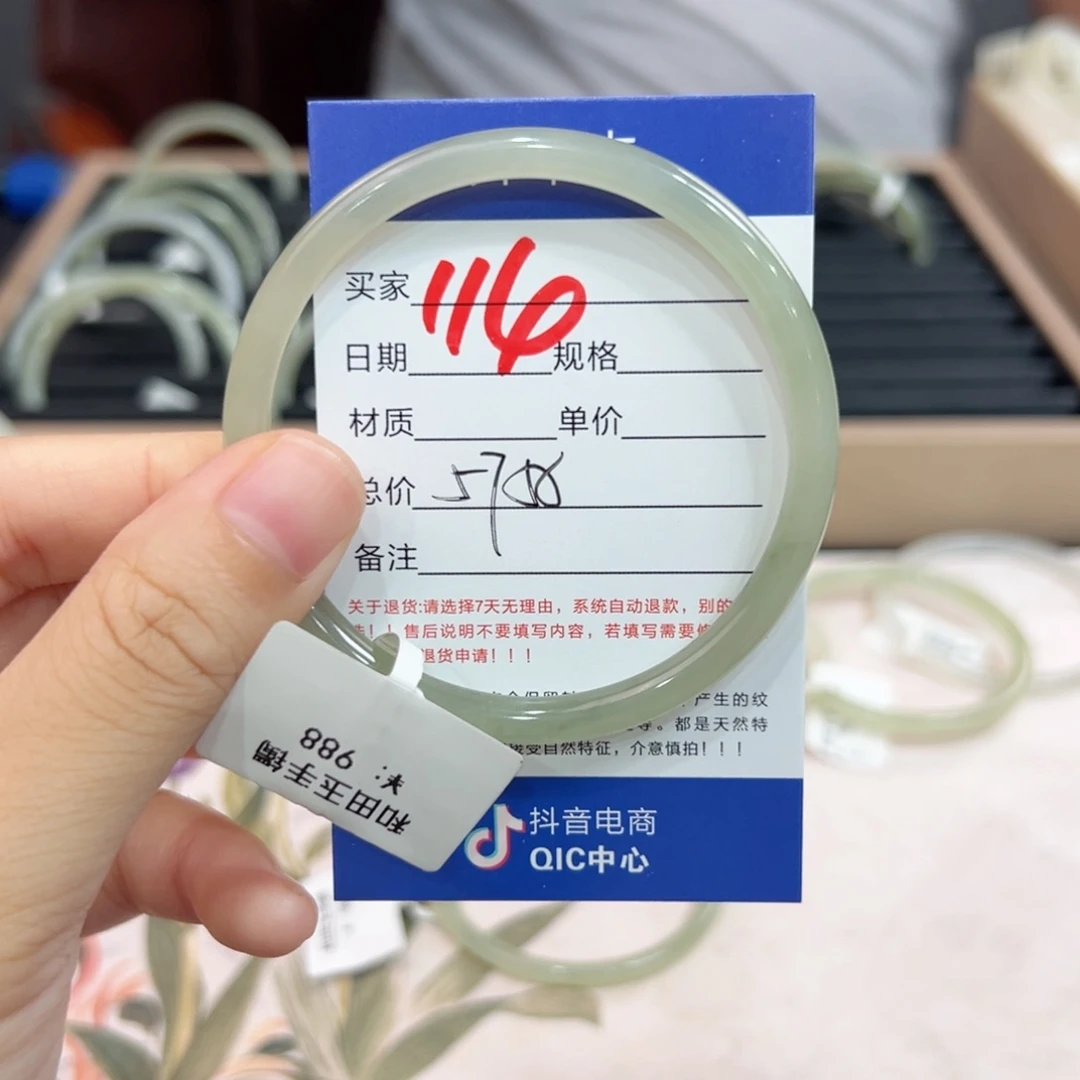 买家 116
日期 规格
材质 单价
总价
备注
关于退货:请选择7天无理由，系统自动退款，别的
售后说明不要填写内容，若填写需要
退货申请！！！
产生的纹
等。都是天然特
接受自然特征，介意慎拍！！！
抖音电商
QIC中心
和田玉手镯
988